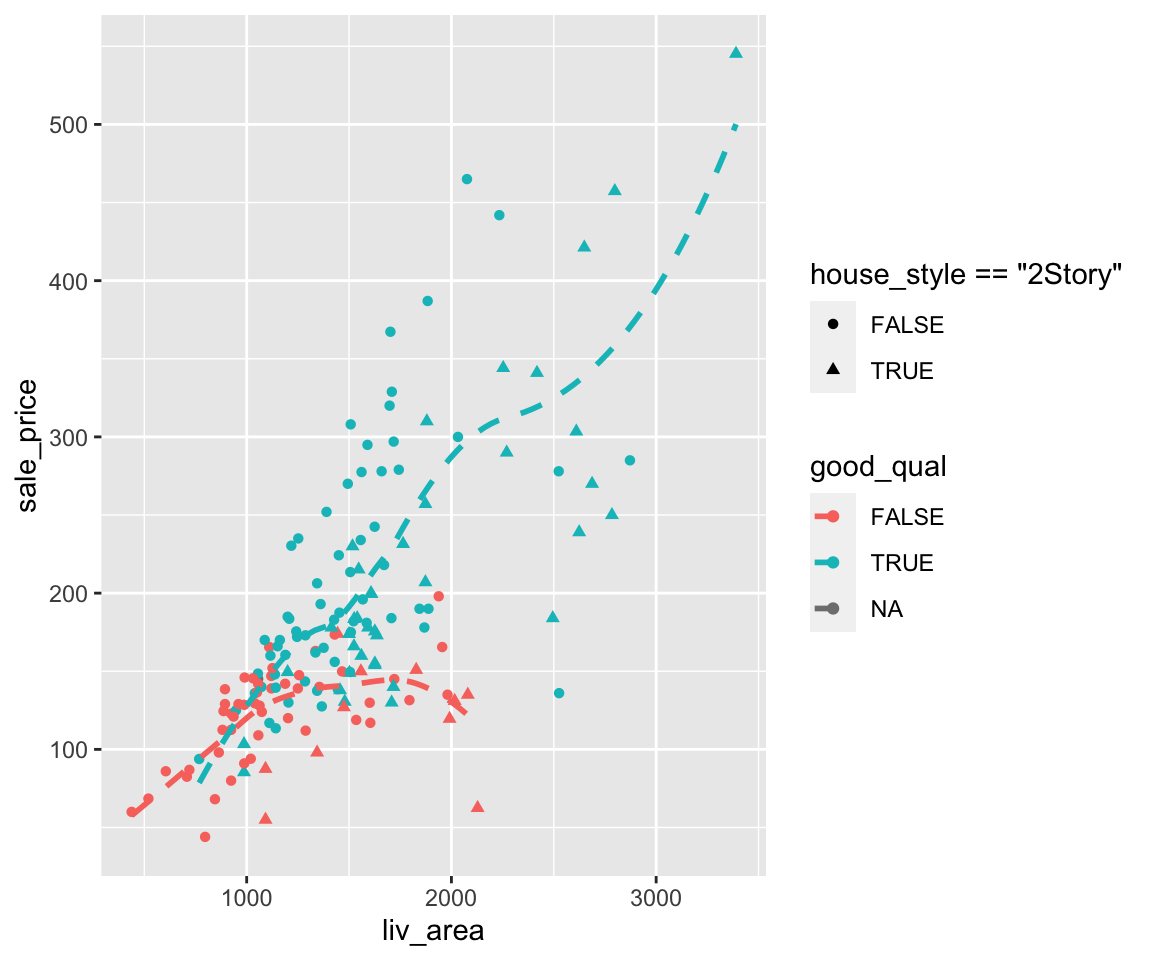 500
400
300
200
100
sale_price
1000 2000 3000
liv_area
house_style == "2Story"
FALSE
TRUE
good_qual
FALSE
TRUE
NA